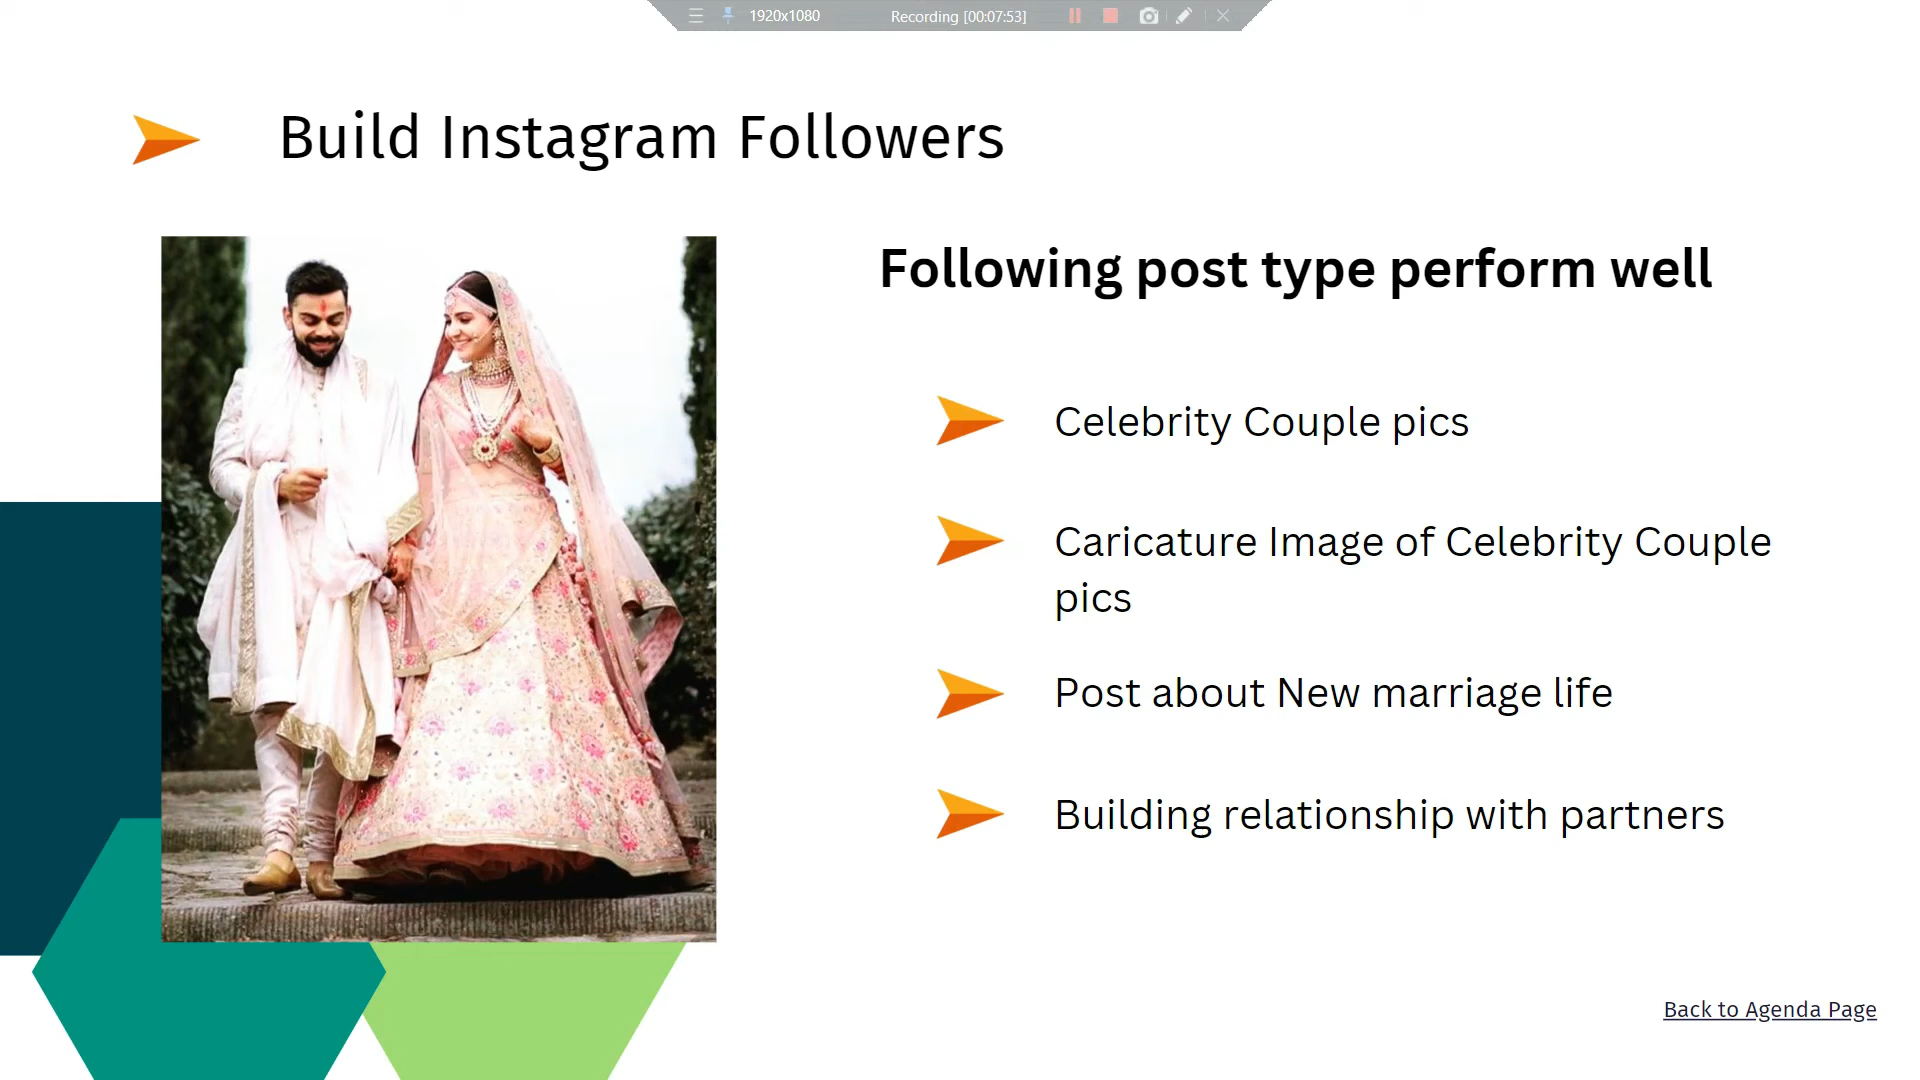 1920x1080 Recording [00:07:53]
Build Instagram Followers
Following post type perform well
Celebrity Couple pics
Caricature Image of Celebrity Couple
pics
Post about New marriage life
Building relationship with partners
Back to Agenda Page